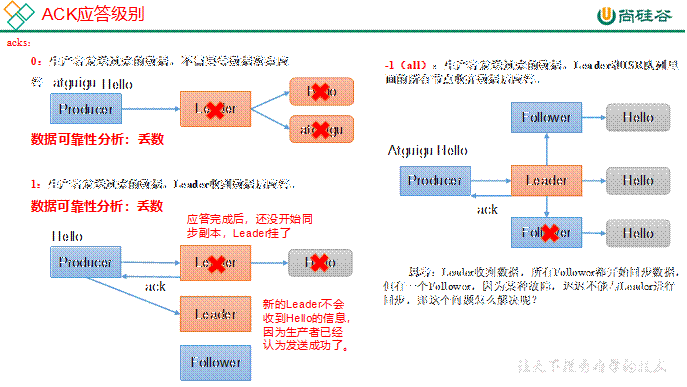 ACK应答级别
尚硅谷
acks：
0：生产者发送过来的数据，不需要等数据落盘应
答
atguigu Hello
Producer
Leader
Hello
atguigu
数据可靠性分析：丢数
1：生产者发送过来的数据，Leader收到数据后应答。
数据可靠性分析：丢数
应答完成后，还没开始同
步副本，Leader挂了
Hello
Producer
Leader
Hello
ack
Leader
新的Leader不会
收到Hello的信息，
因为生产者已经
认为发送成功了。
Follower
-1（all）：生产者发送过来的数据，Leader和ISR队列里
面的所有节点收齐数据后应答。
Follower
Hello
Atguigu Hello
Producer
Leader
Hello
ack
Follower
Hello
思考：Leader收到数据，所有Follower都开始同步数据，
但有一个Follower，因为某种故障，迟迟不能与Leader进行
同步，那这个问题怎么解决呢？
让天下没有难学的技术